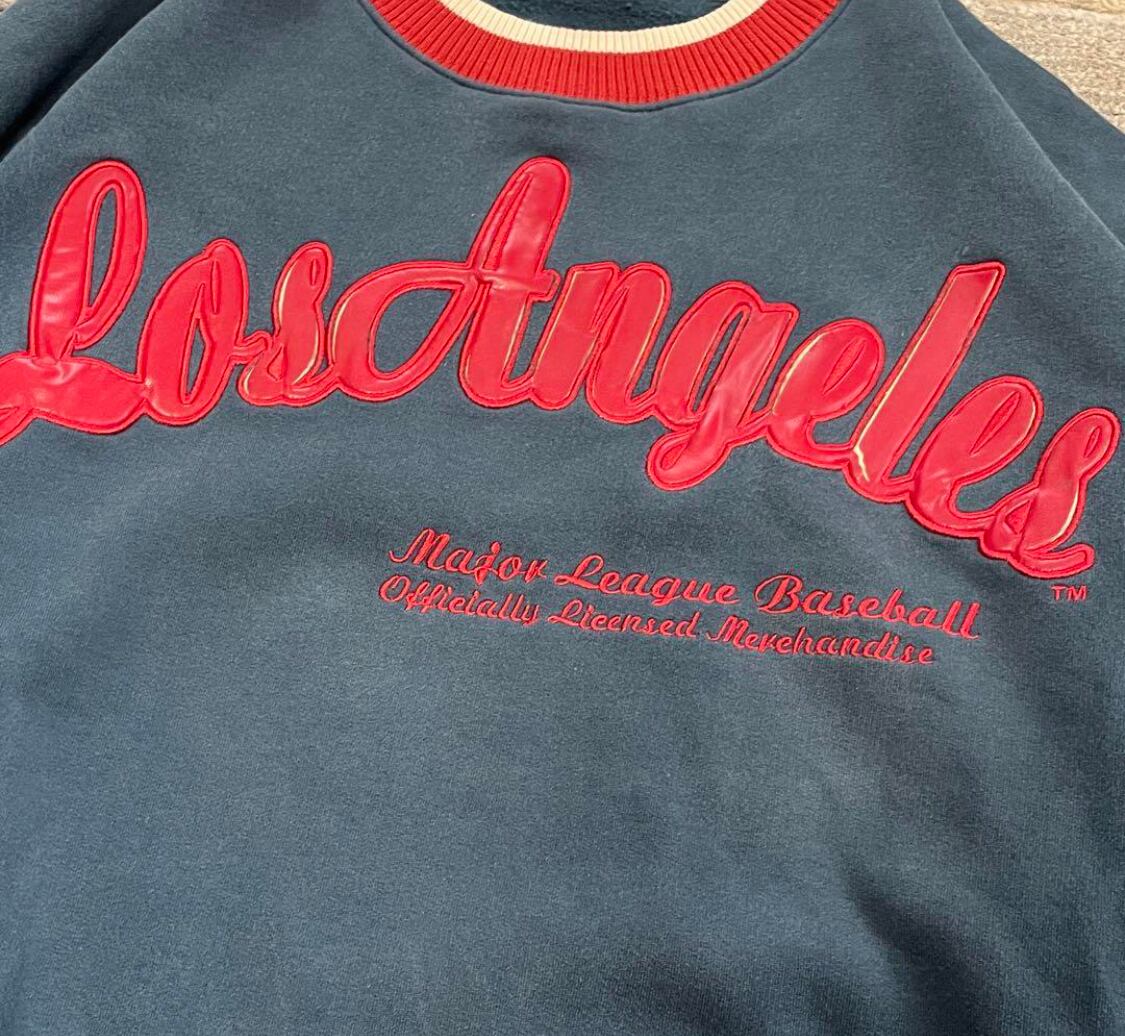 Los Angeles
TM
Major League Baseball
Officially Licensed Merchandise